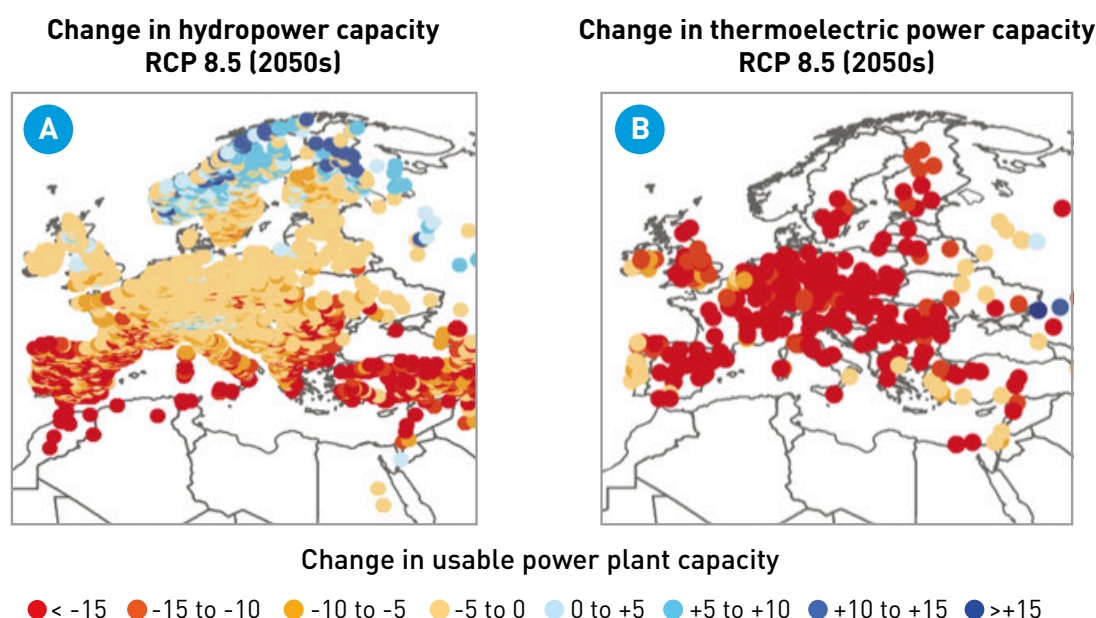 Change in hydropower capacity
RCP 8.5 (2050s)
Change in thermoelectric power capacity
RCP 8.5 (2050s)
A
B
Change in usable power plant capacity
< -15 -15 to -10 -10 to -5 -5 to 0 0 to +5 +5 to +10 +10 to +15 >+15